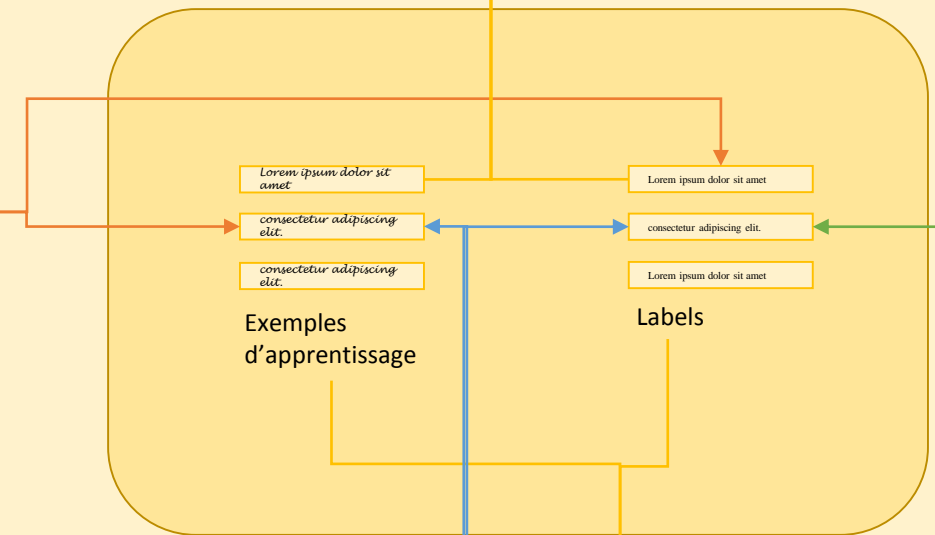 Lorem ipsum dolor sit
amet
consectetur adipiscing
elit.
consectetur adipiscing
elit.
Exemples
d'apprentissage
Lorem ipsum dolor sit amet
consectetur adipiscing elit.
Lorem ipsum dolor sit amet
Labels